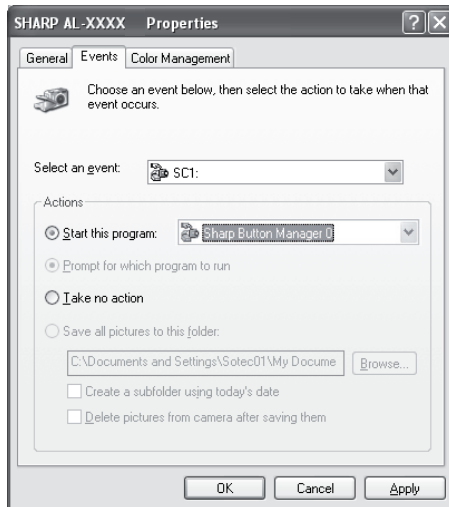 SHARP AL-XXXX Properties
General Events Color Management
Choose an event below, then select the action to take when that
event occurs.
Select an event: SC1:
Actions
Start this program: Sharp Button Manager O
Prompt for which program to run
Take no action
Save all pictures to this folder:
C:\Documents and Settings\Sotec01\My Docume Browse...
Create a subfolder using today's date
Delete pictures from camera after saving them
OK Cancel Apply